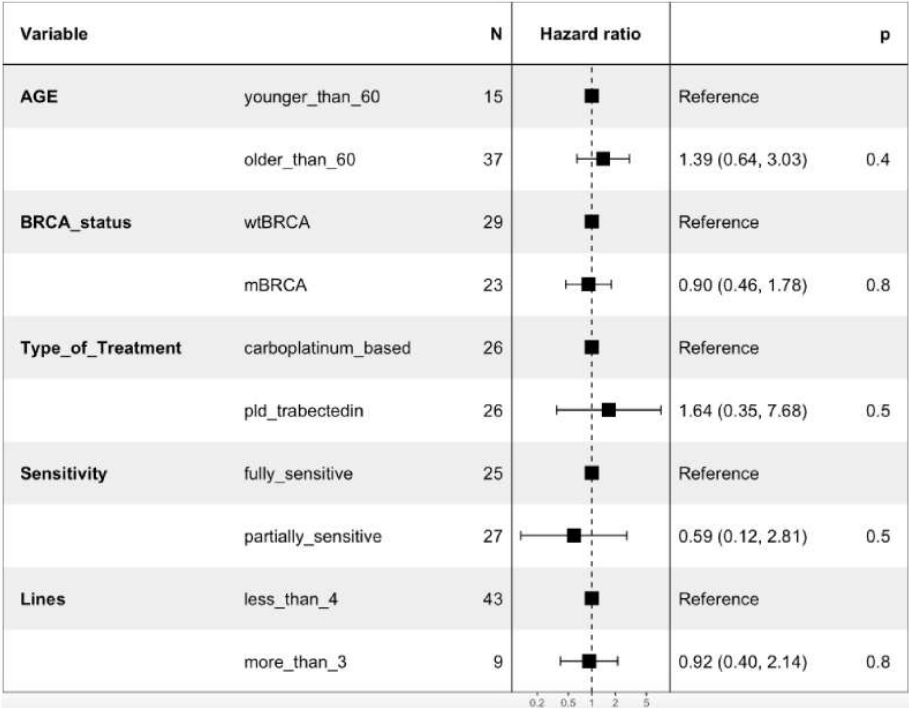 Variable N Hazard ratio p
AGE younger_than_60 15 Reference
older_than_60 37 1.39 (0.64, 3.03) 0.4
BRCA_status wtBRCA 29 Reference
mBRCA 23 0.90 (0.46, 1.78) 0.8
Type_of_Treatment carboplatinum_based 26 Reference
pld_trabectedin 26 1.64 (0.35, 7.68) 0.5
Sensitivity fully_sensitive 25 Reference
partially_sensitive 27 0.59 (0.12, 2.81) 0.5
Lines less_than_4 43 Reference
more_than_3 9 0.92 (0.40, 2.14) 0.8
0.2 0.5 1 2 5